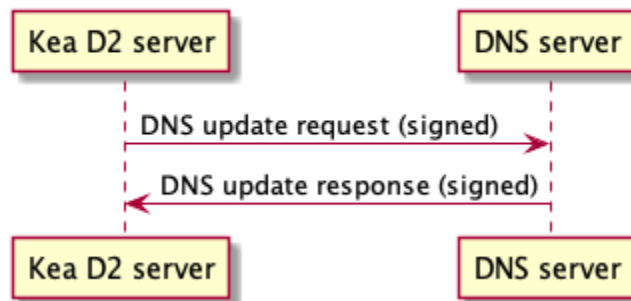 Kea D2 server
DNS server
DNS update request (signed)
DNS update response (signed)
Kea D2 server
DNS server